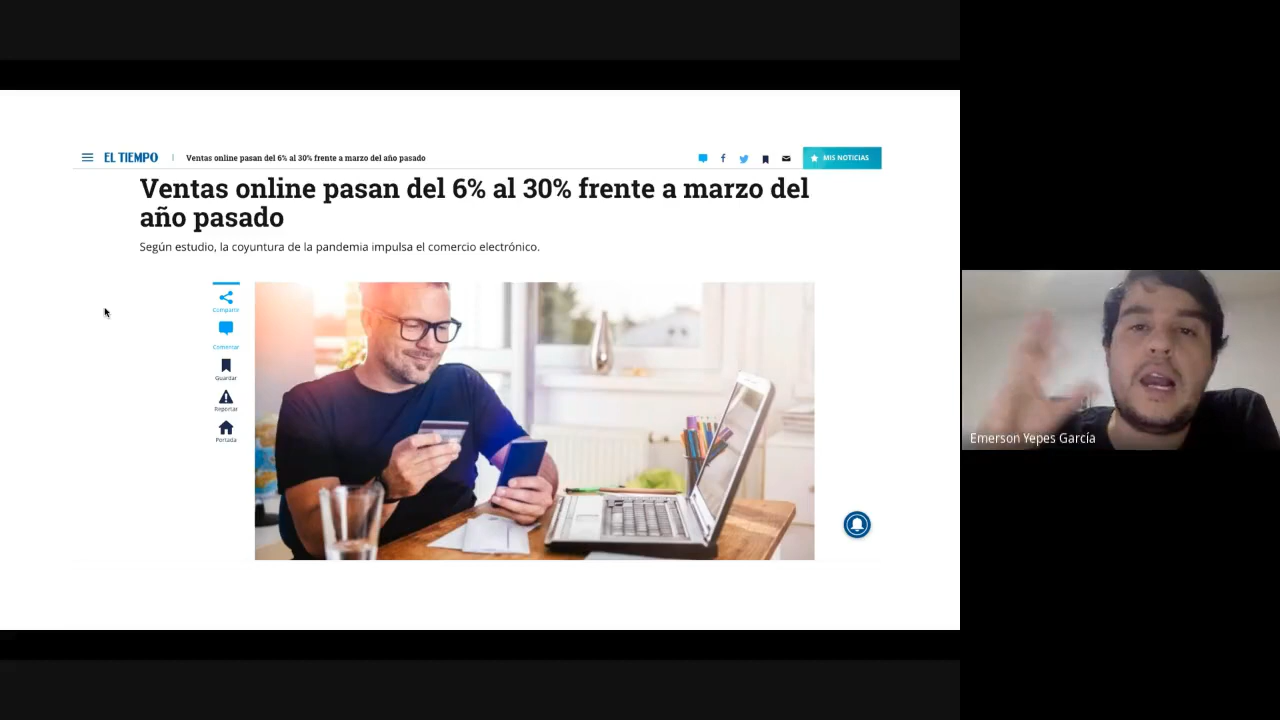 EL TIEMPO
Ventas online pasan del 6% al 30% frente a marzo del año pasado
MIS NOTICIAS
Ventas online pasan del 6% al 30% frente a marzo del
año pasado
Según estudio, la coyuntura de la pandemia impulsa el comercio electrónico.
Compartir
Comentar
Guardar
Reportar
Portada
Emerson Yepes García